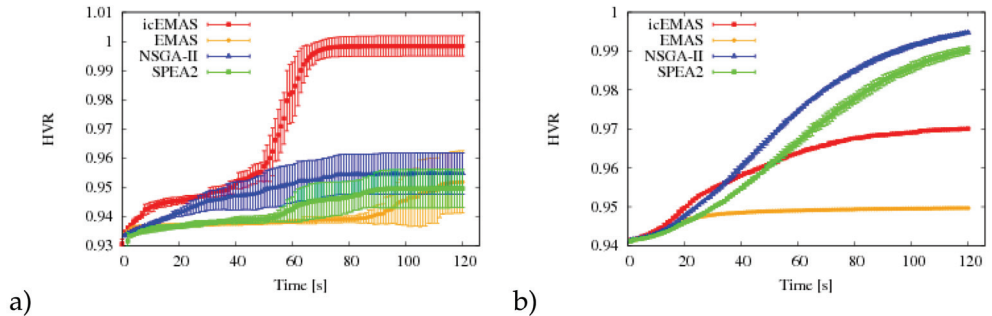 icEMAS
EMAS
NSGA-II
SPEA2
HVR
1.01
1
0.99
0.97
0.96
0.95
0.94
0.93
0 20 40 60 80 100 120
Time [s]
a)
icEMAS
EMAS
NSGA-II
SPEA2
HVR
1
0.99
0.98
0.97
0.96
0.95
0.94
0 20 40 60 80 100 120
Time [s]
b)